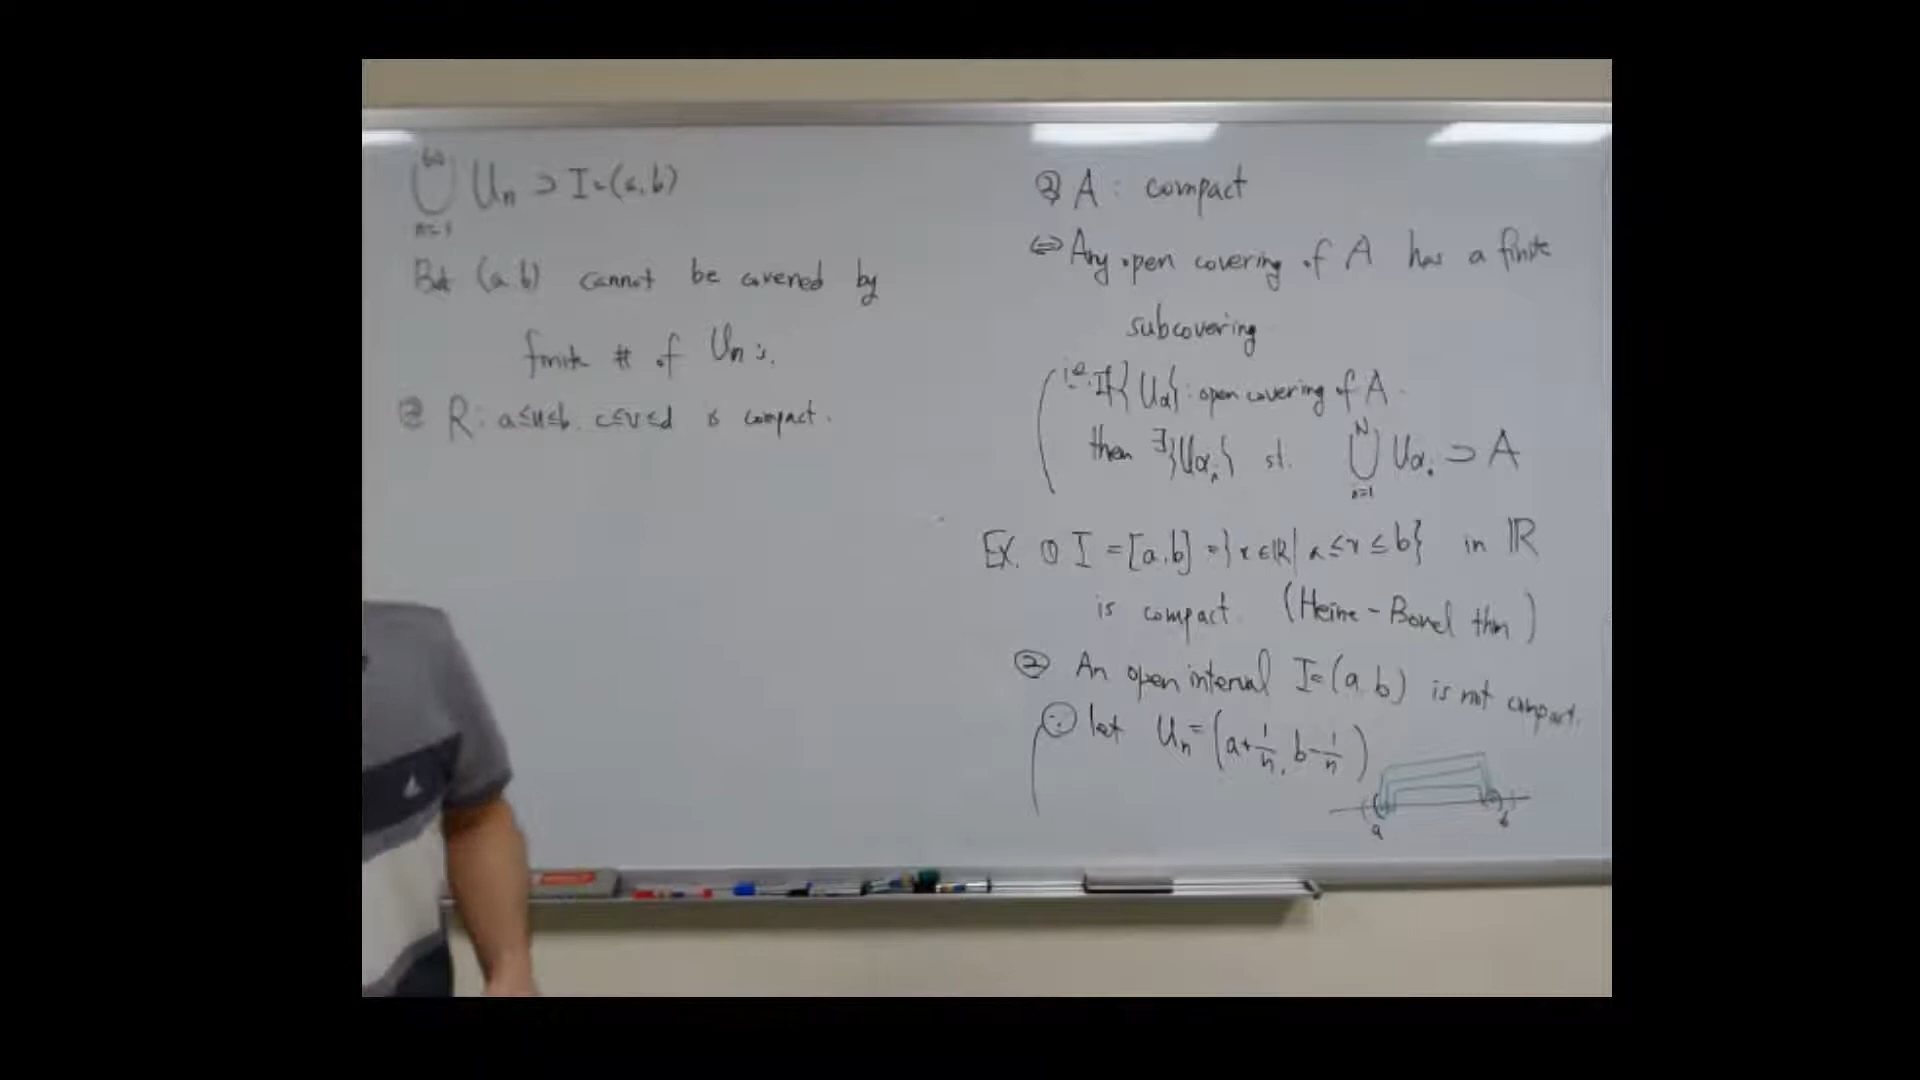 ⋃_{n=1}^{∞} Uₙ ⊃ I=(a,b)
But (a.b) cannot be covered by
finite # of Uₙ's.
③ R: a≤u≤b. c≤v≤d is compact.
③ A : compact
⇔ Any open covering of A has a finite
subcovering
i.e. If {Uα} : open covering of A.
then ∃{Uαᵢ} st. ⋃_{i=1}^{N} Uαᵢ ⊃ A
Ex. ① I = [a.b] = {x∈ℝ | a≤x≤b} in ℝ
is compact. (Heine-Borel thm)
② An open interval I=(a.b) is not compact.
∵ let Uₙ=(a+1/n, b-1/n)
a b